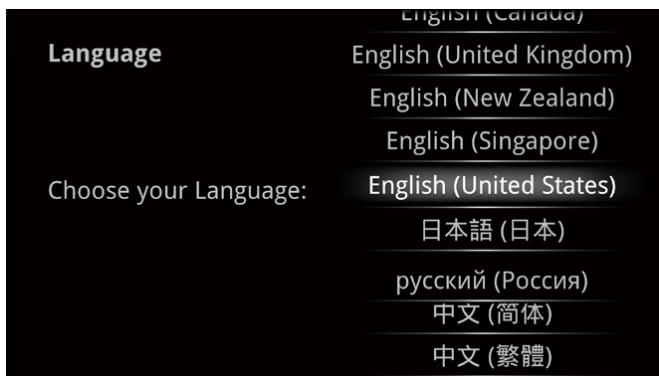 English (Canada)
Language
English (United Kingdom)
English (New Zealand)
English (Singapore)
Choose your Language:
English (United States)
日本語 (日本)
русский (Россия)
中文 (简体)
中文 (繁體)